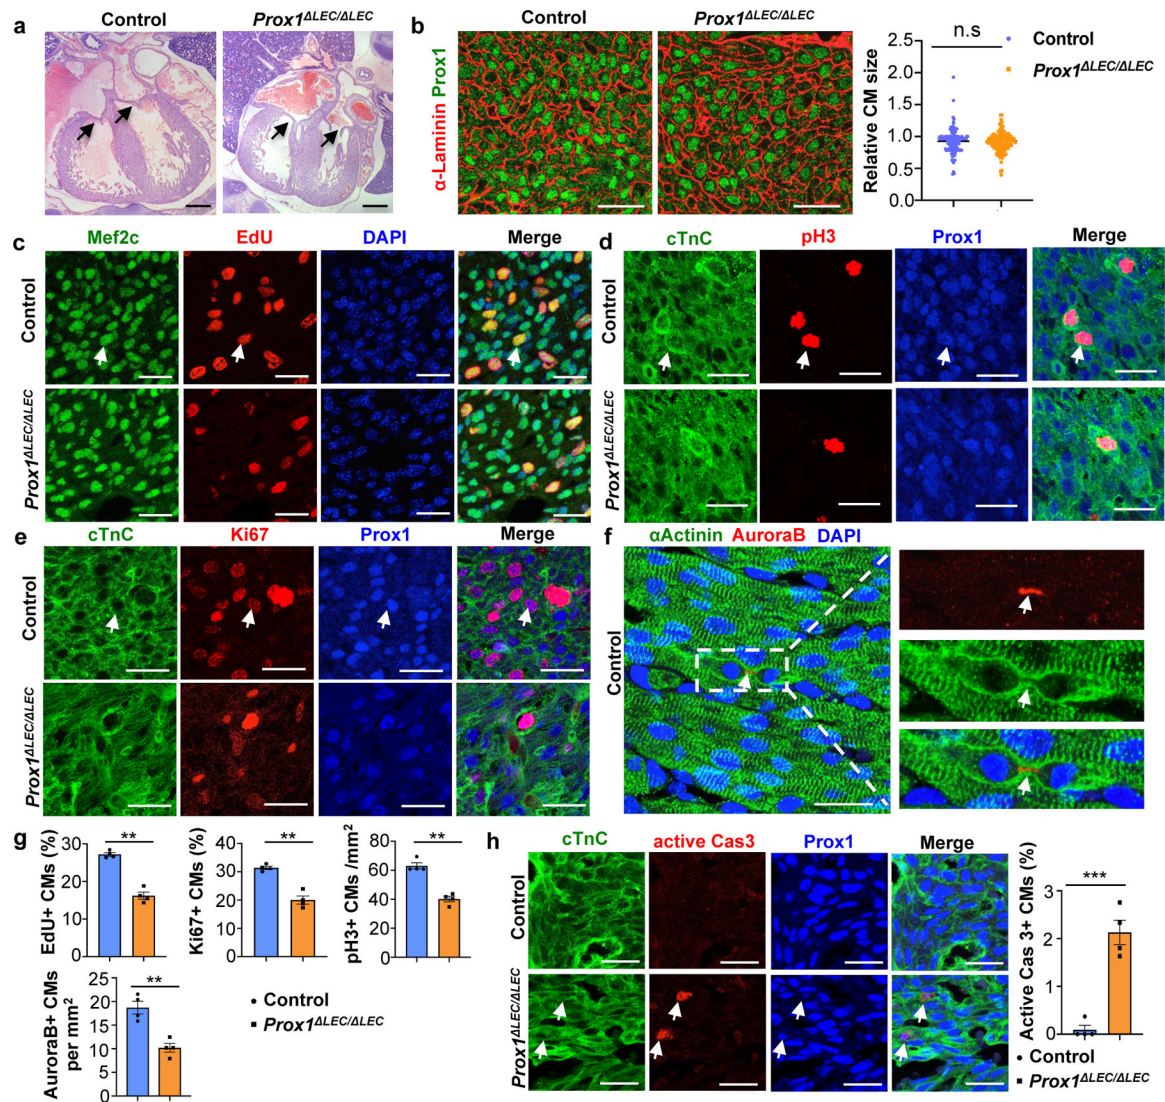 a
Control
Prox1ΔLEC/ΔLEC
b
Control
Prox1ΔLEC/ΔLEC
α-Laminin Prox1
Relative CM size
2.5
2.0
1.5
1.0
0.5
0.0
n.s
Control
Prox1ΔLEC/ΔLEC
c
Mef2c
EdU
DAPI
Merge
Control
Prox1ΔLEC/ΔLEC
d
cTnC
pH3
Prox1
Merge
Control
Prox1ΔLEC/ΔLEC
e
cTnC
Ki67
Prox1
Merge
Control
Prox1ΔLEC/ΔLEC
f
αActinin AuroraB DAPI
Control
g
EdU+ CMs (%)
30
20
10
0
**
Ki67+ CMs (%)
40
30
20
10
0
**
pH3+ CMs /mm2
80
60
40
20
0
**
AuroraB+ CMs
per mm2
25
20
15
10
5
0
**
Control
Prox1ΔLEC/ΔLEC
h
cTnC
active Cas3
Prox1
Merge
Control
Prox1ΔLEC/ΔLEC
Active Cas 3+ CMs (%)
3
2
1
0
***
Control
Prox1ΔLEC/ΔLEC